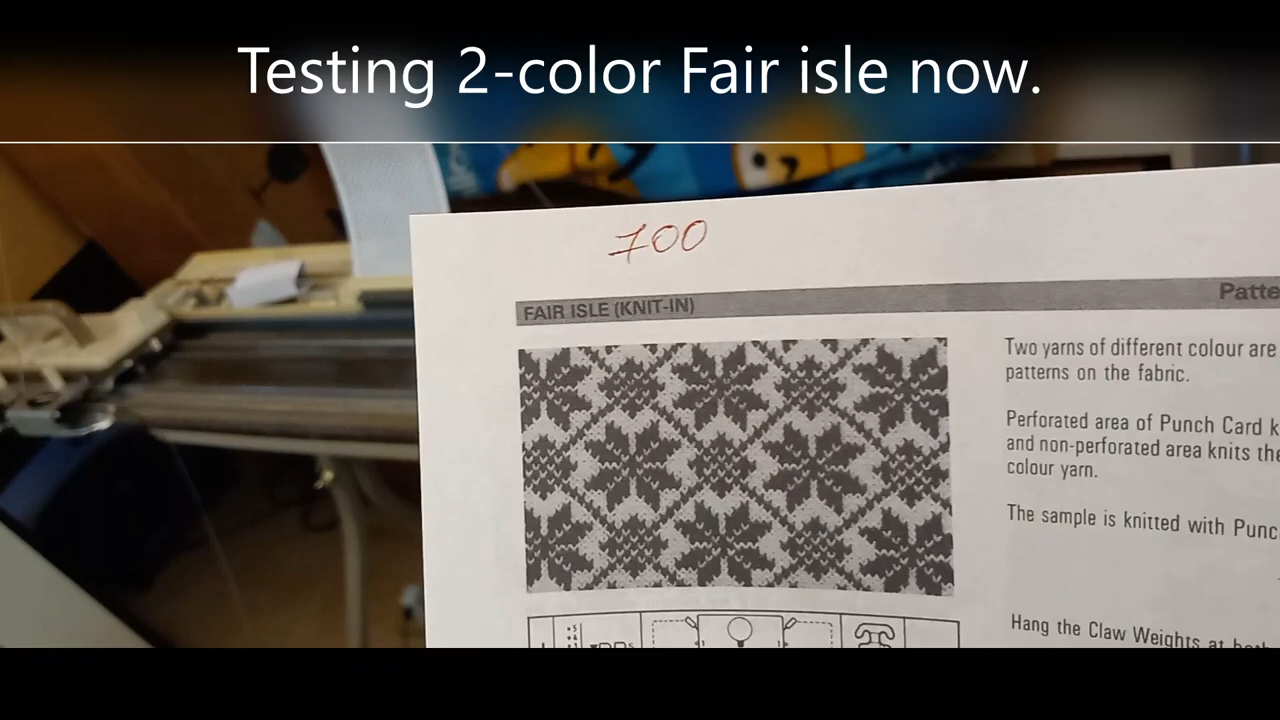 Testing 2-color Fair isle now.
700
FAIR ISLE (KNIT-IN)
Two yarns of different colour are
patterns on the fabric.
Perforated area of Punch Card
and non-perforated area knits
colour yarn.
The sample is knitted with
Hang the Claw Weights at